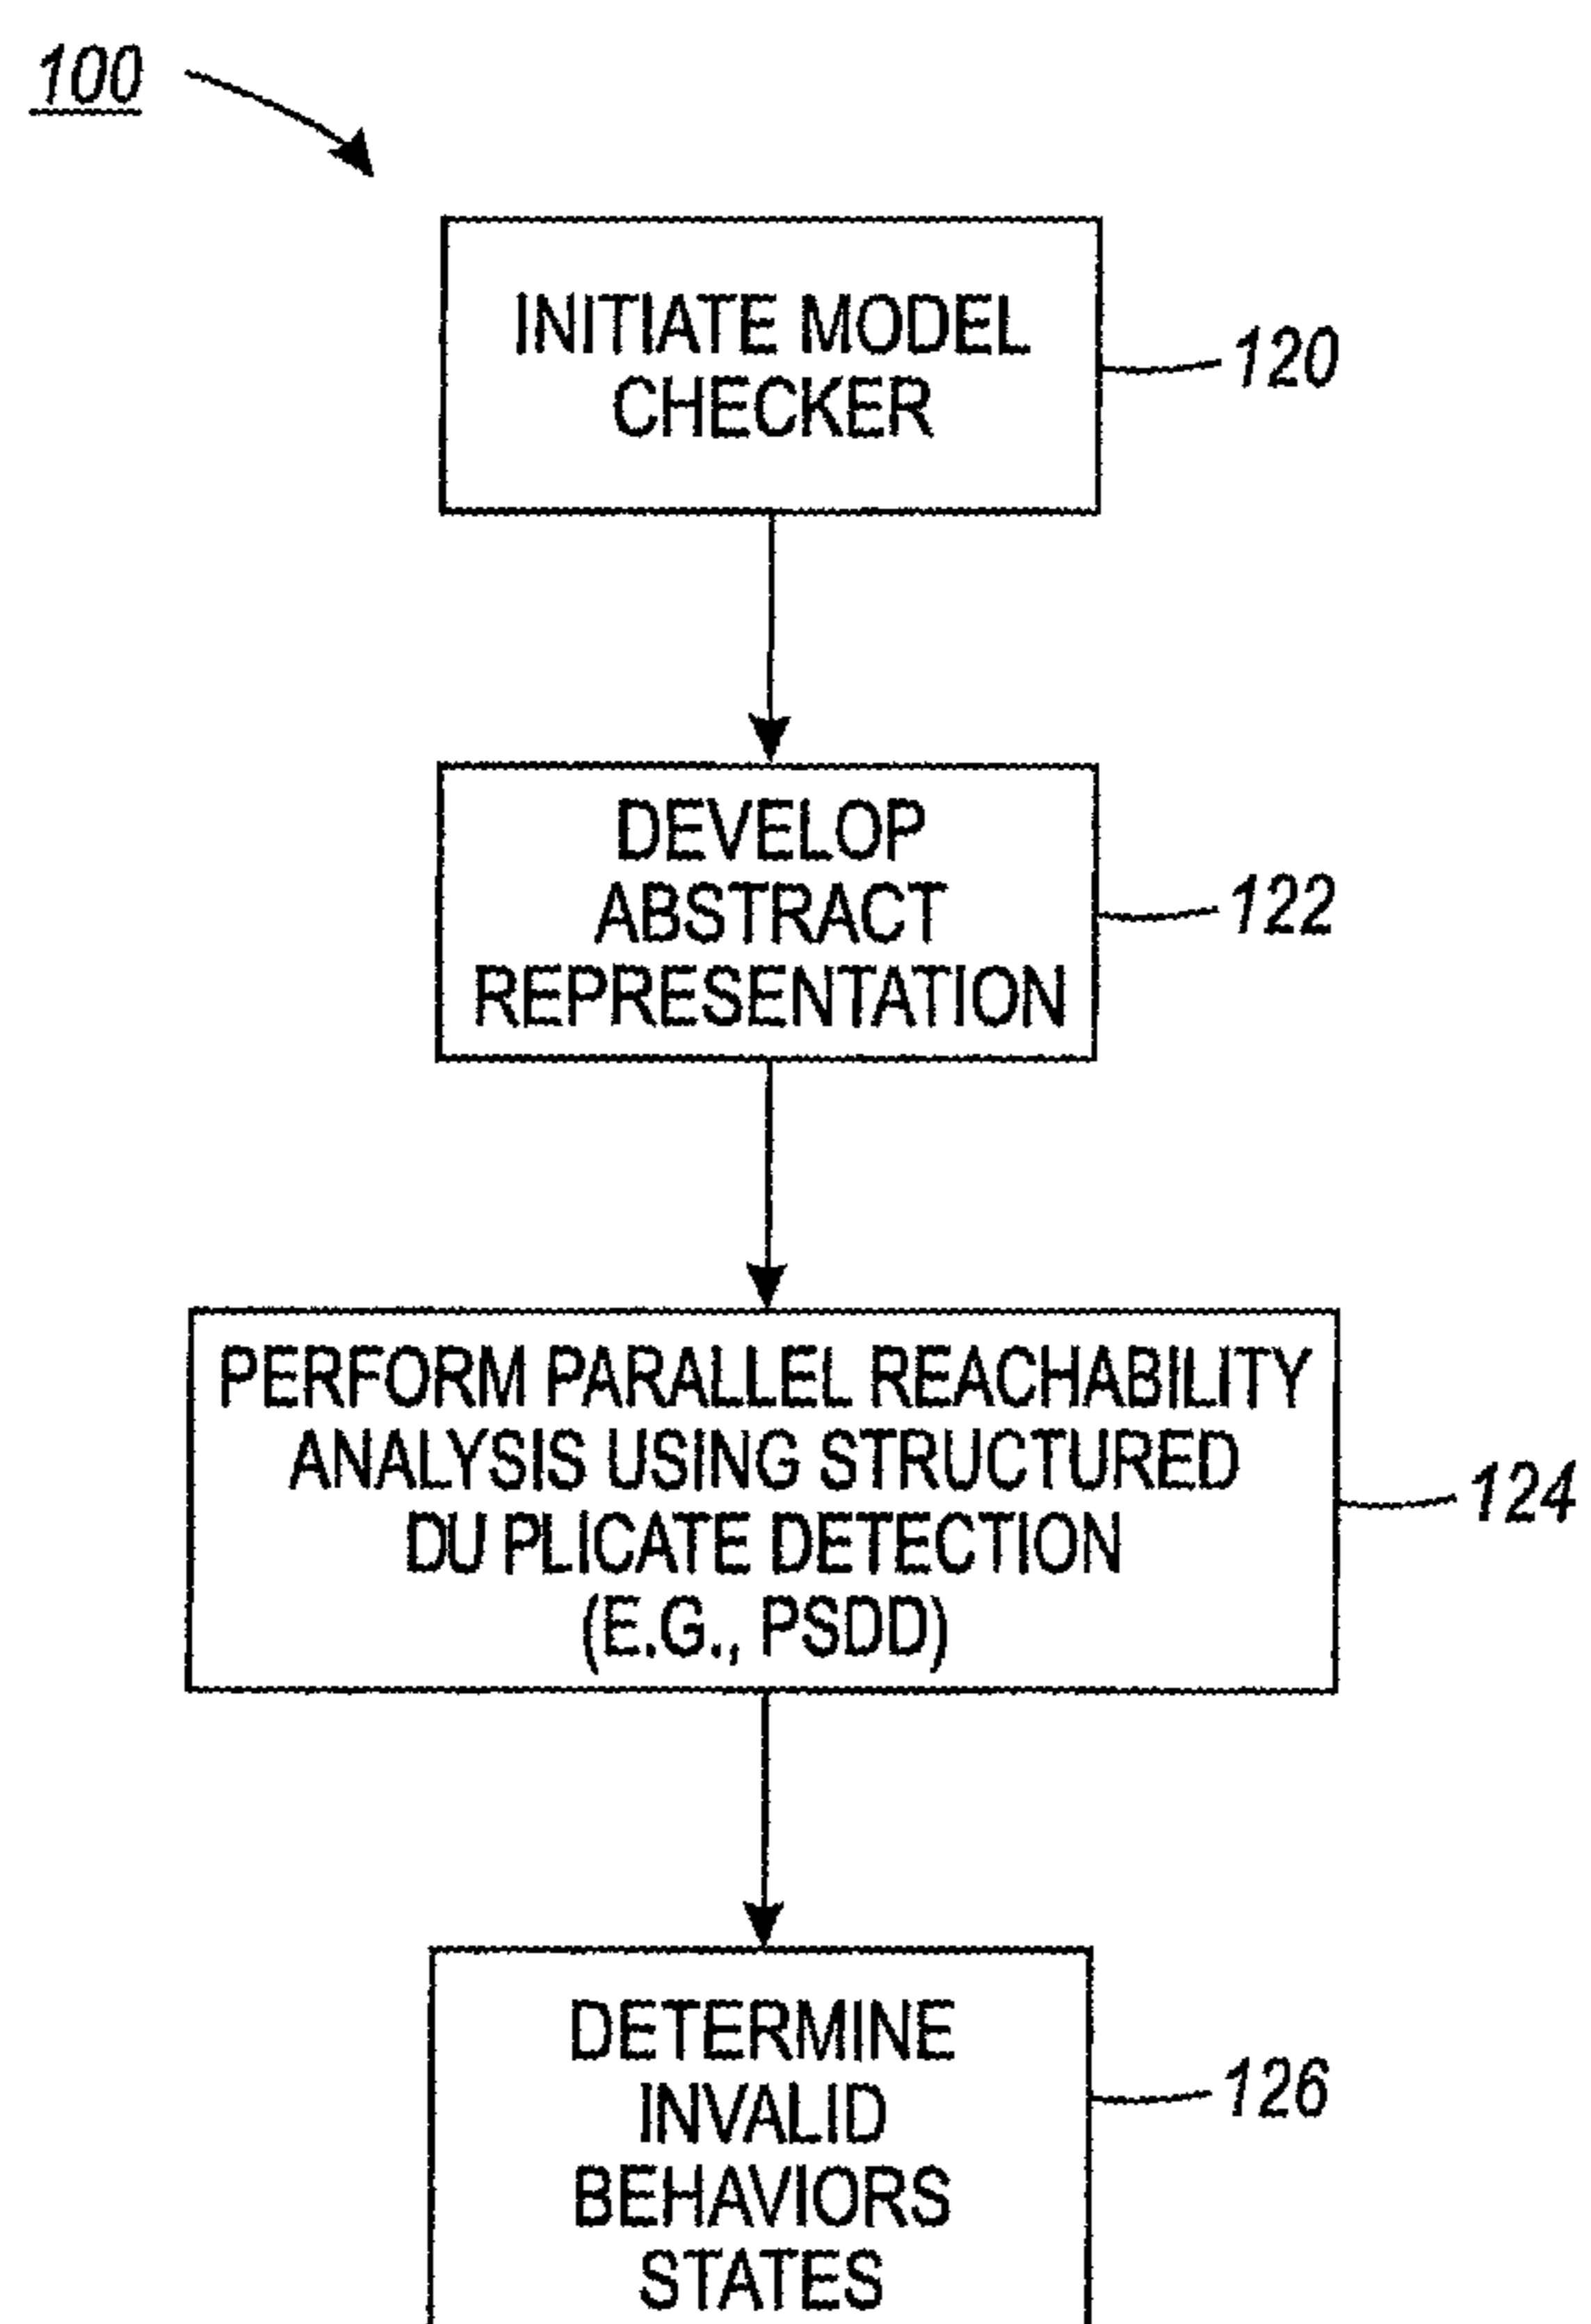 100
INITIATE MODEL
CHECKER
120
DEVELOP
ABSTRACT
REPRESENTATION
122
PERFORM PARALLEL REACHABILITY
ANALYSIS USING STRUCTURED
DU PLICATE DETECTION
(E.G., PSDD)
124
DETERMINE
INVALID
BEHAVIORS
STATES
126